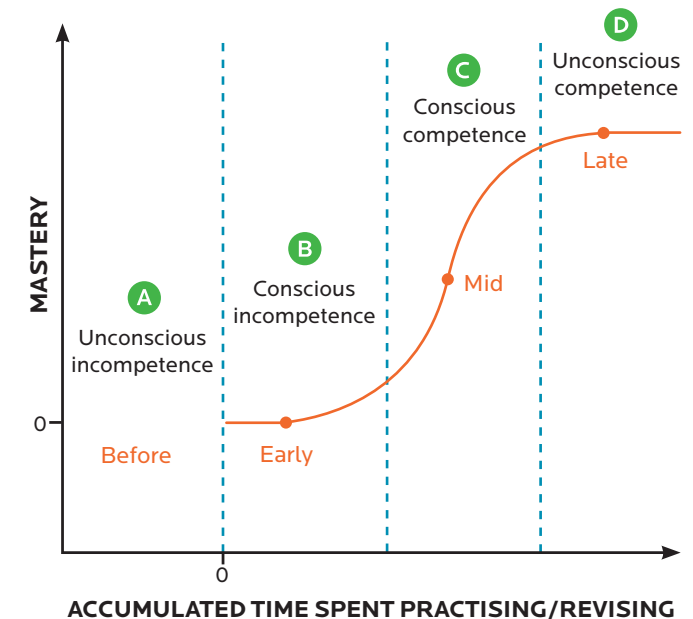 D
Unconscious
competence
C
Conscious
competence
Late
MASTERY
B
Conscious
incompetence
Mid
A
Unconscious
incompetence
0
Before
Early
0
ACCUMULATED TIME SPENT PRACTISING/REVISING